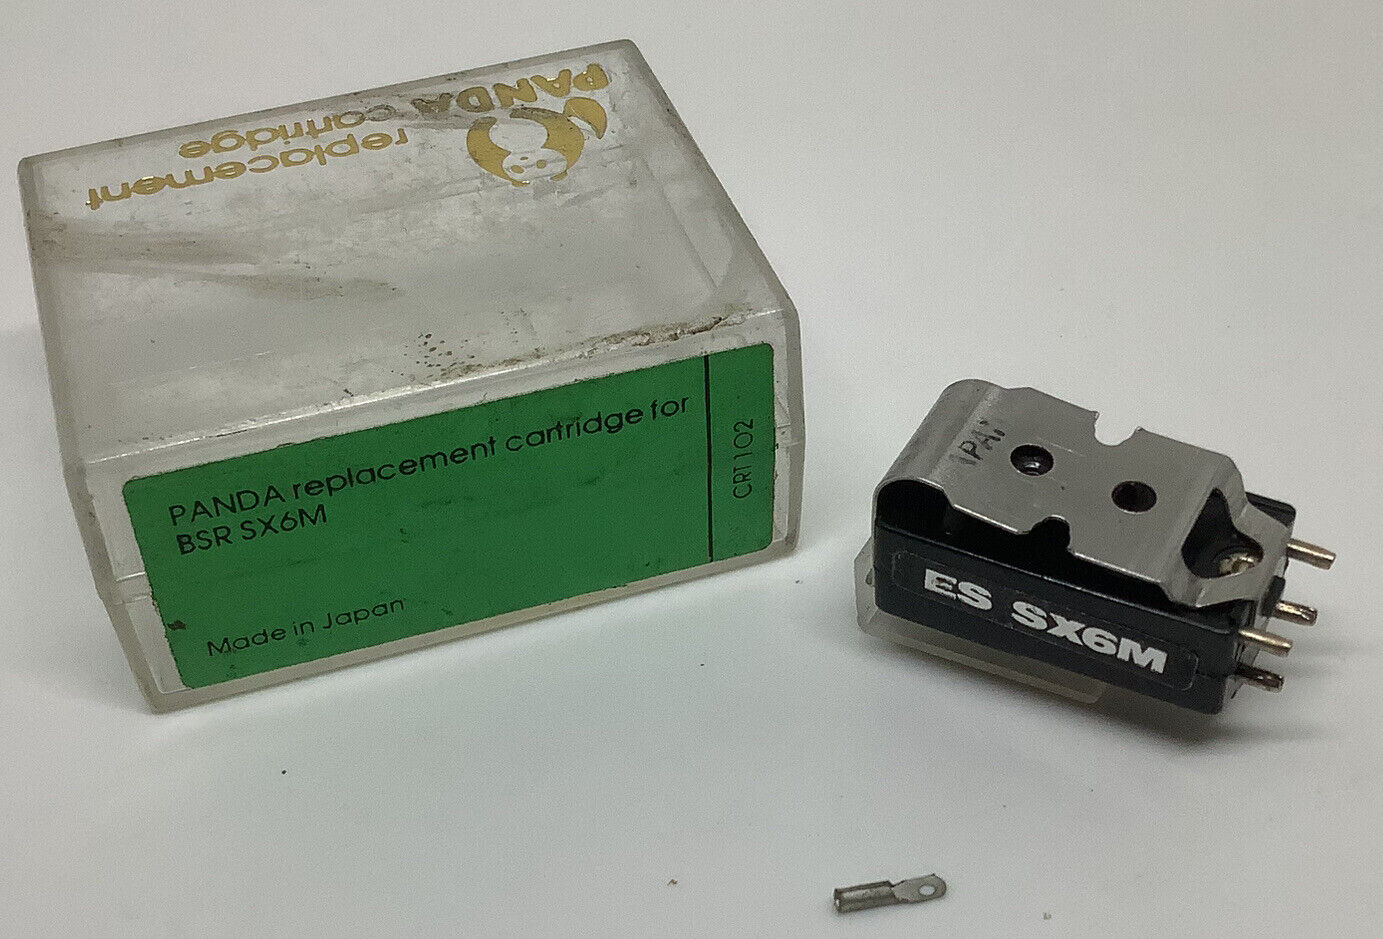 PANDA
replacement
cartridge
PANDA replacement cartridge for
BSR SX6M
Made in Japan
CRT102
ES SX6M